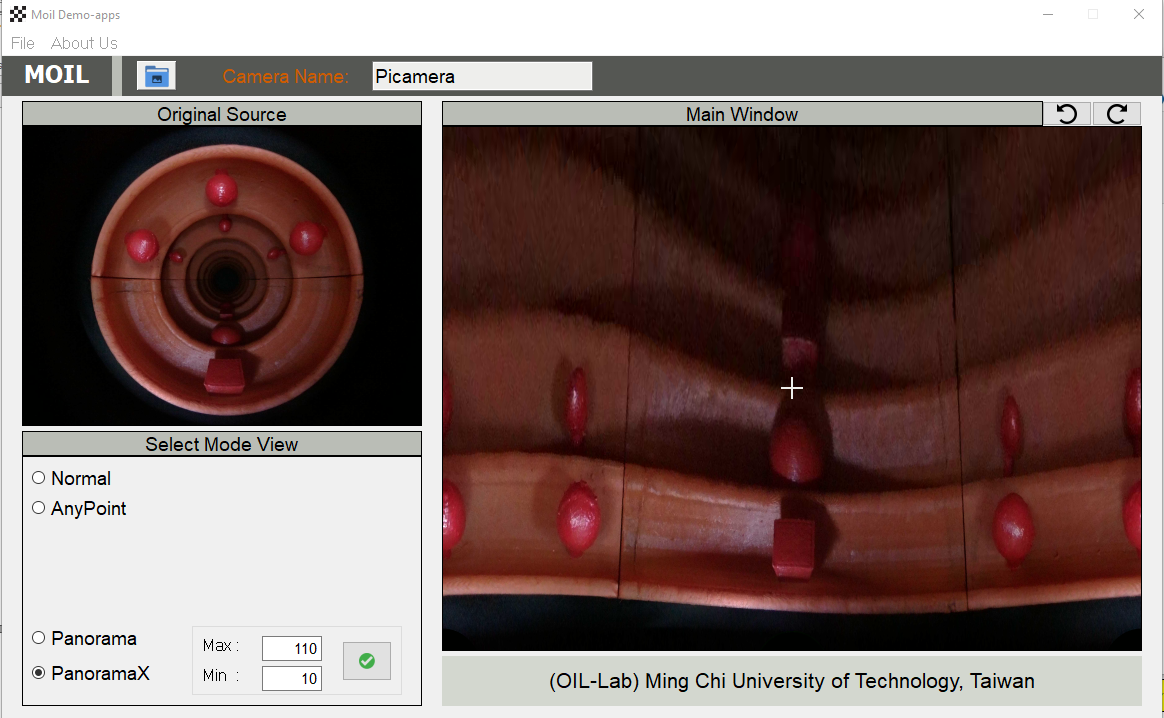 Moil Demo-apps
File About Us
MOIL Camera Name: Picamera
Original Source
Main Window
Select Mode View
Normal
AnyPoint
Panorama
PanoramaX
Max : 110
Min : 10
(OIL-Lab) Ming Chi University of Technology, Taiwan